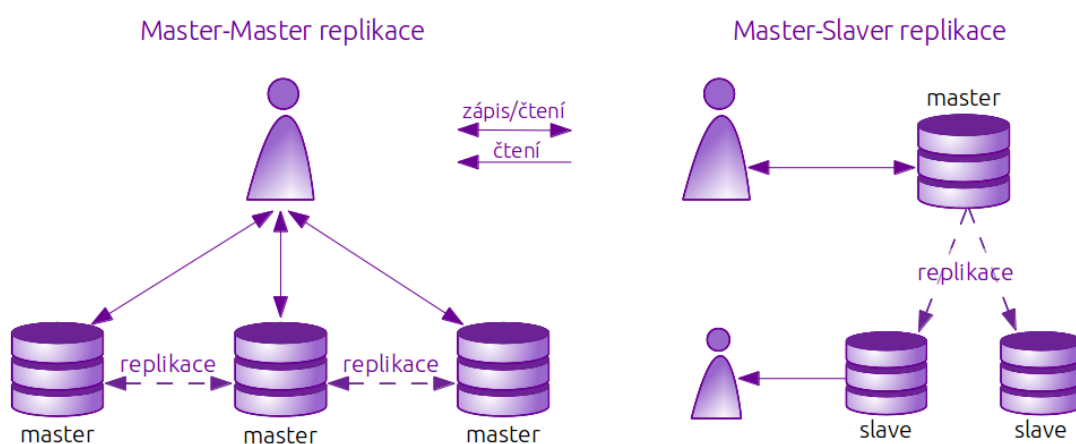 Master-Master replikace
zápis/čtení
čtení
replikace
replikace
master
master
master
Master-Slaver replikace
master
replikace
slave
slave